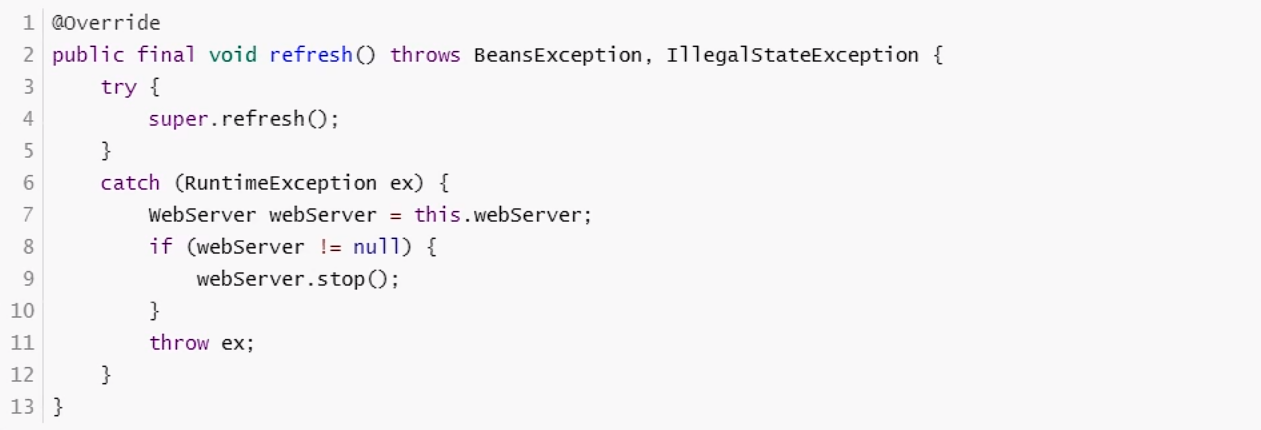 1 @Override
2 public final void refresh() throws BeansException, IllegalStateException {
3     try {
4         super.refresh();
5     }
6     catch (RuntimeException ex) {
7         WebServer webServer = this.webServer;
8         if (webServer != null) {
9             webServer.stop();
10         }
11         throw ex;
12     }
13 }